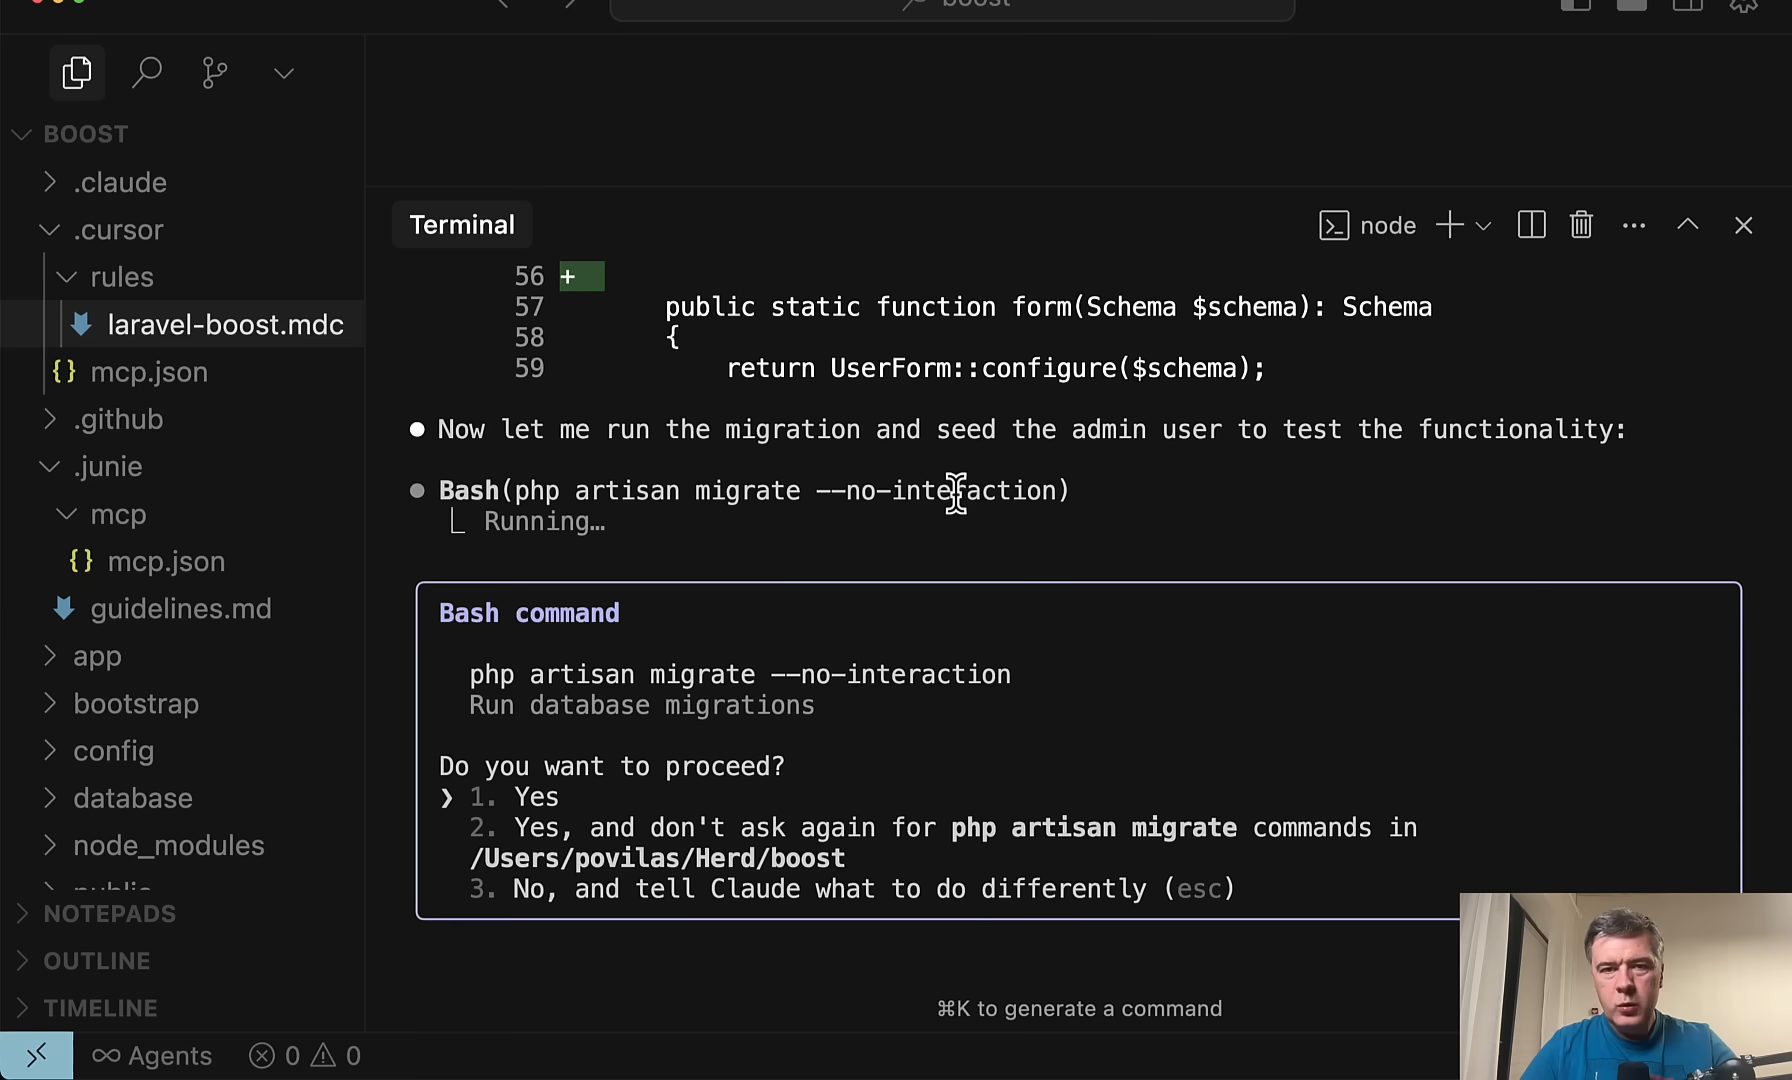 boost
BOOST
.claude
.cursor
rules
laravel-boost.mdc
{} mcp.json
.github
.junie
mcp
{} mcp.json
guidelines.md
app
bootstrap
config
database
node_modules
public
NOTEPADS
OUTLINE
TIMELINE
Terminal
node
56 +
57 public static function form(Schema $schema): Schema
58 {
59 return UserForm::configure($schema);
● Now let me run the migration and seed the admin user to test the functionality:
● Bash(php artisan migrate --no-interaction)
⎿ Running…
Bash command
php artisan migrate --no-interaction
Run database migrations
Do you want to proceed?
❯ 1. Yes
2. Yes, and don't ask again for php artisan migrate commands in
/Users/povilas/Herd/boost
3. No, and tell Claude what to do differently (esc)
⌘K to generate a command
Agents 0 0